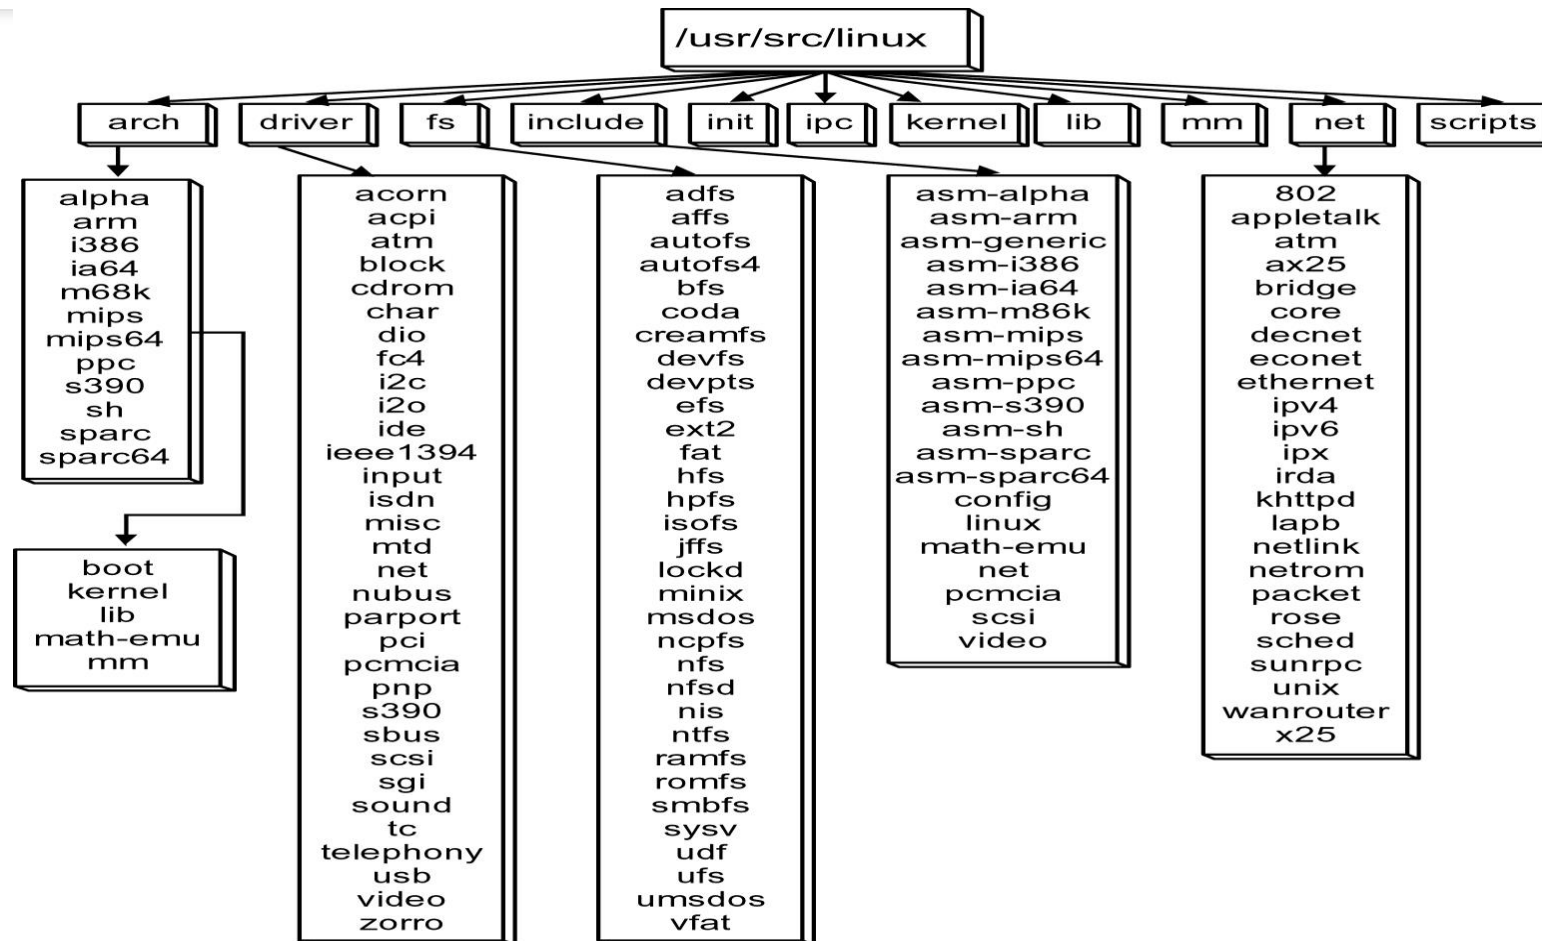 /usr/src/linux
arch
driver
fs
include
init
ipc
kernel
lib
mm
net
scripts
alpha
arm
i386
ia64
m68k
mips
mips64
ppc
s390
sh
sparc
sparc64
boot
kernel
lib
math-emu
mm
acorn
acpi
atm
block
cdrom
char
dio
fc4
i2c
i2o
ide
ieee1394
input
isdn
misc
mtd
net
nubus
parport
pci
pcmcia
pnp
s390
sbus
scsi
sgi
sound
tc
telephony
usb
video
zorro
adfs
affs
autofs
autofs4
bfs
coda
creamfs
devfs
devpts
efs
ext2
fat
hfs
hpfs
isofs
jffs
lockd
minix
msdos
ncpfs
nfs
nfsd
nis
ntfs
ramfs
romfs
smbfs
sysv
udf
ufs
umsdos
vfat
asm-alpha
asm-arm
asm-generic
asm-i386
asm-ia64
asm-m86k
asm-mips
asm-mips64
asm-ppc
asm-s390
asm-sh
asm-sparc
asm-sparc64
config
linux
math-emu
net
pcmcia
scsi
video
802
appletalk
atm
ax25
bridge
core
decnet
econet
ethernet
ipv4
ipv6
ipx
irda
khttpd
lapb
netlink
netrom
packet
rose
sched
sunrpc
unix
wanrouter
x25